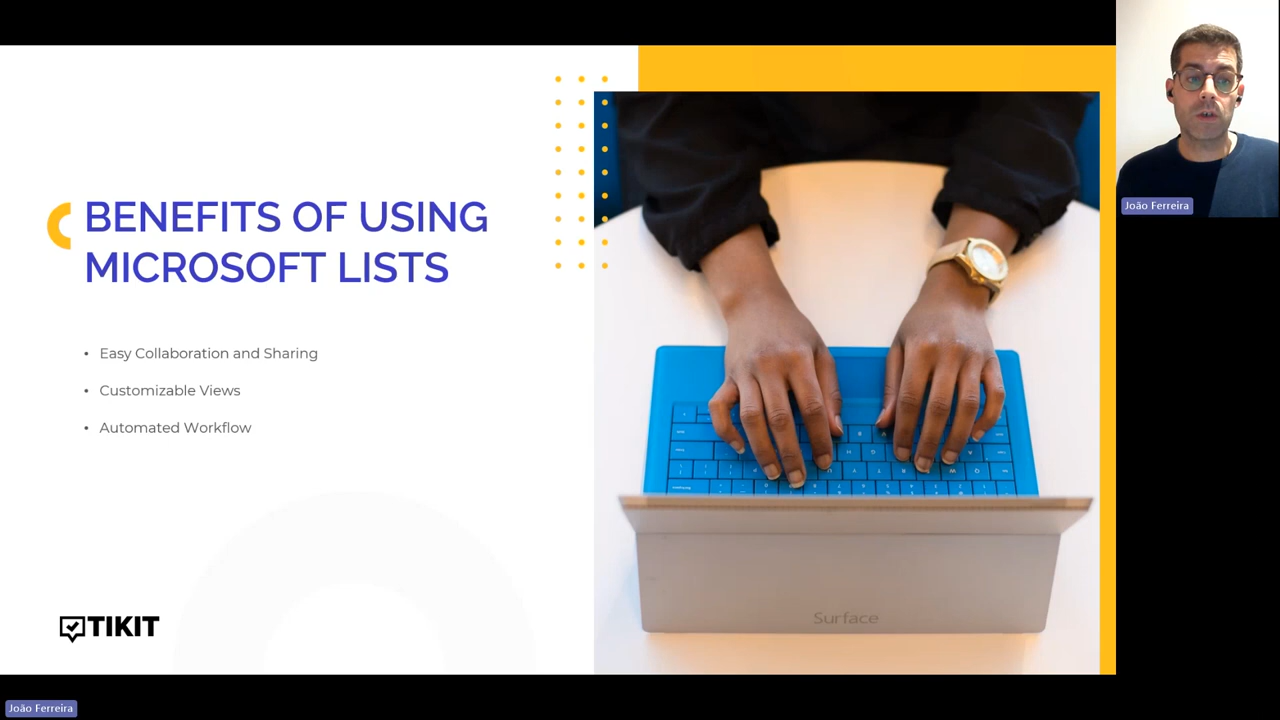 BENEFITS OF USING
MICROSOFT LISTS
• Easy Collaboration and Sharing
• Customizable Views
• Automated Workflow
TIKIT
Surface
João Ferreira
João Ferreira